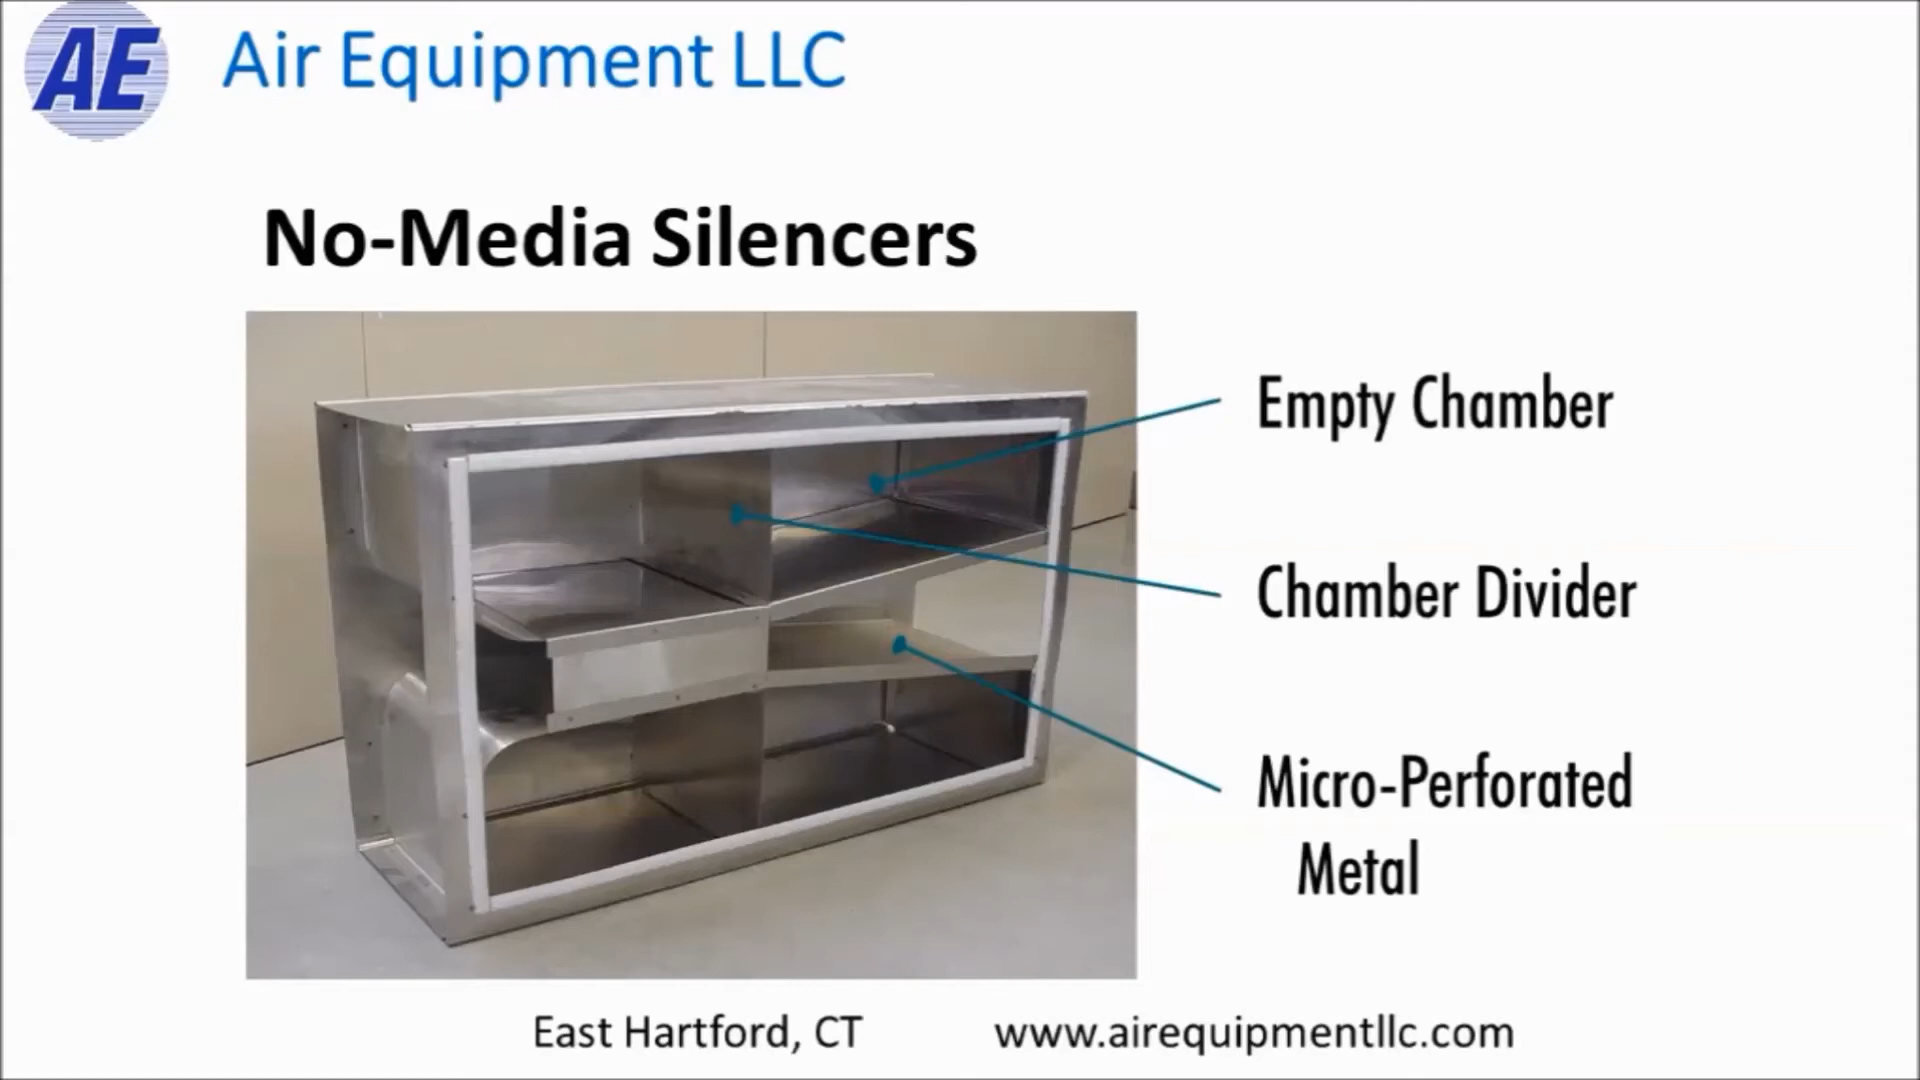 AE
Air Equipment LLC
No-Media Silencers
Empty Chamber
Chamber Divider
Micro-Perforated
Metal
East Hartford, CT
www.airequipmentllc.com